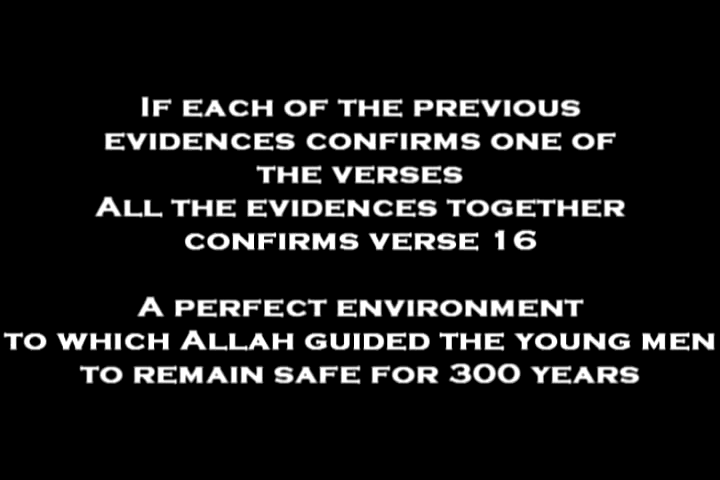 If each of the previous
evidences confirms one of
the verses
All the evidences together
confirms verse 16
A perfect environment
to which Allah guided the young men
to remain safe for 300 years